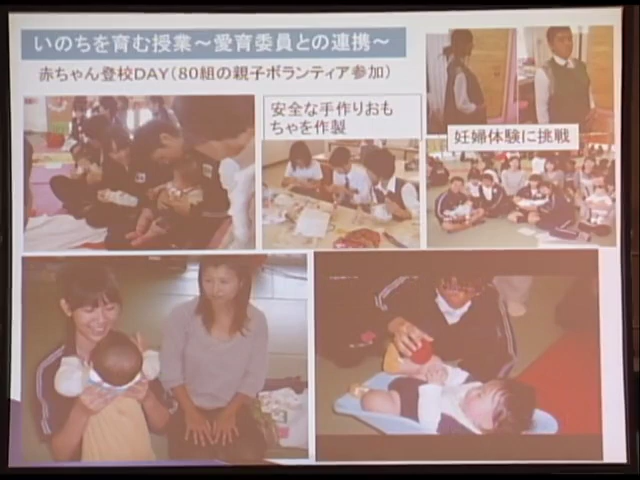 いのちを育む授業～愛育委員との連携～
赤ちゃん登校DAY(80組の親子ボランティア参加)
安全な手作りおも
ちゃを作製
妊婦体験に挑戦